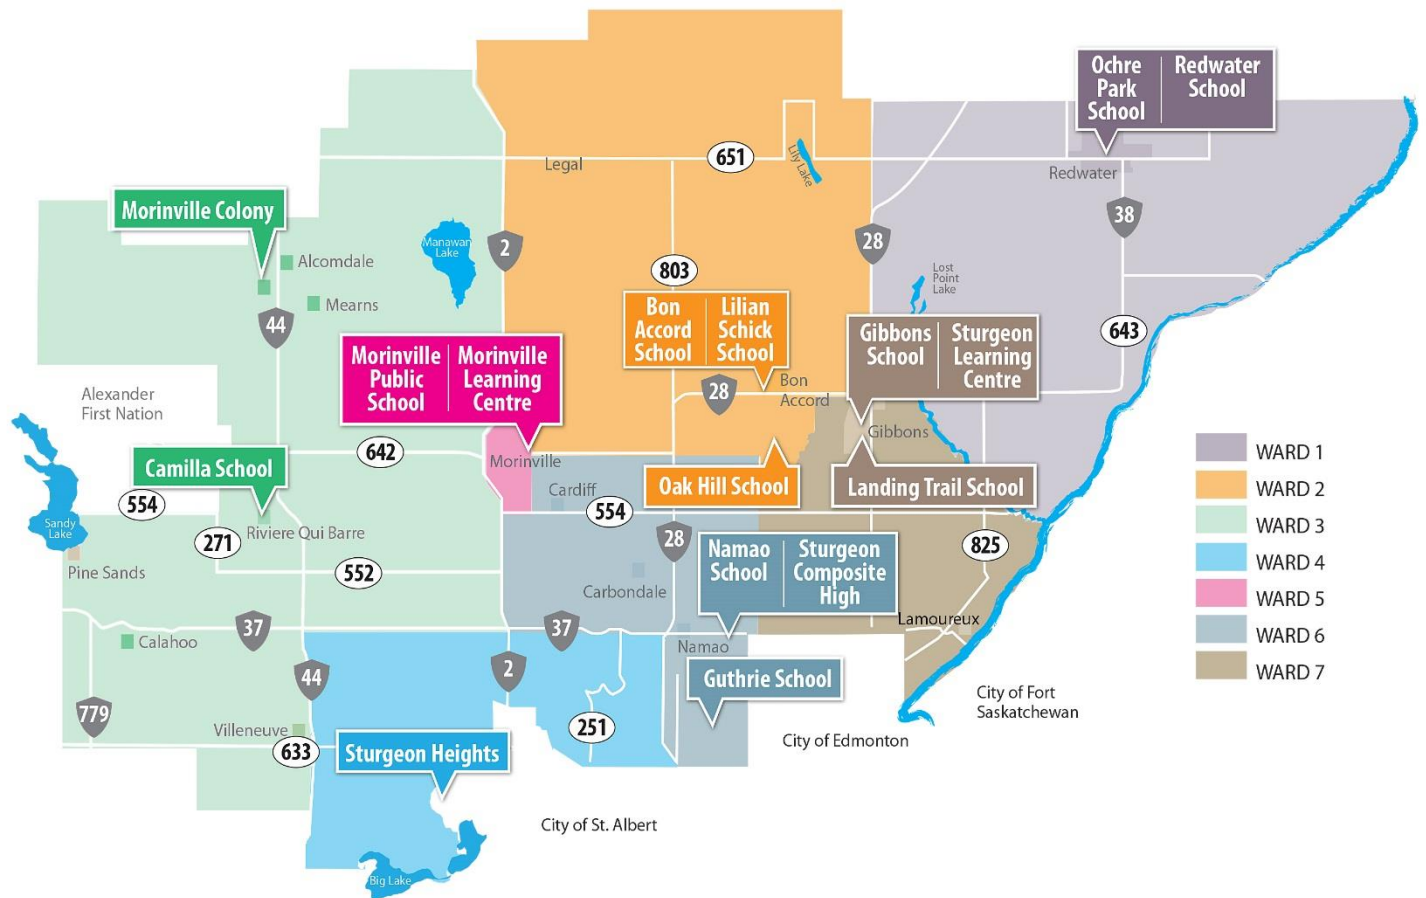 Ochre
Park
School
Redwater
School
Legal
651
Lily Lake
Redwater
Morinville Colony
38
Manawan
Lake
2
28
Alcomdale
803
Lost
Point
Lake
Mearns
44
Bon
Accord
School
Lilian
Schick
School
643
Gibbons
School
Sturgeon
Learning
Centre
Morinville
Public
School
Morinville
Learning
Centre
Alexander
First Nation
28
Bon
Accord
Gibbons
642
Camilla School
Morinville
Oak Hill School
Landing Trail School
Cardiff
554
554
Sandy
Lake
271
Riviere Qui Barre
28
825
Namao
School
Sturgeon
Composite
High
Pine Sands
552
Carbondale
Lamoureux
37
37
Calahoo
Namao
44
2
Guthrie School
City of Fort
Saskatchewan
779
Villeneuve
251
City of Edmonton
633
Sturgeon Heights
City of St. Albert
Big Lake
WARD 1
WARD 2
WARD 3
WARD 4
WARD 5
WARD 6
WARD 7